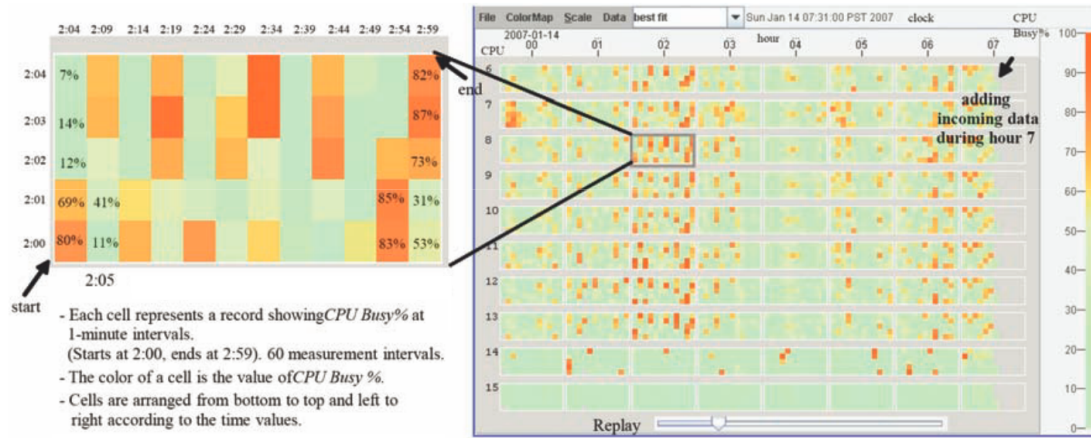 2:04 2:09 2:14 2:19 2:24 2:29 2:34 2:39 2:44 2:49 2:54 2:59
2:04
7% 82%
end
2:03
14% 87%
2:02
12% 73%
2:01
69% 41% 85% 31%
2:00
80% 11% 83% 53%
2:05
start
- Each cell represents a record showingCPU Busy% at
1-minute intervals.
(Starts at 2:00, ends at 2:59). 60 measurement intervals.
- The color of a cell is the value ofCPU Busy %.
- Cells are arranged from bottom to top and left to
right according to the time values.
File ColorMap Scale Data best fit Sun Jan 14 07:31:00 PST 2007 clock CPU
Busy%
2007-01-14 hour
CPU 00 01 02 03 04 05 06 07
6
7
8
9
10
11
12
13
14
15
adding
incoming data
during hour 7
100
90
80
70
60
50
40
30
20
10
0
Replay